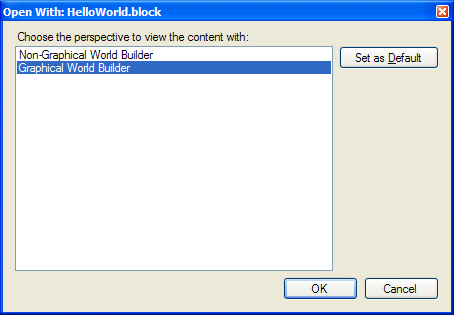 Open With: HelloWorld.block
Choose the perspective to view the content with:
Non-Graphical World Builder
Graphical World Builder
Set as Default
OK
Cancel